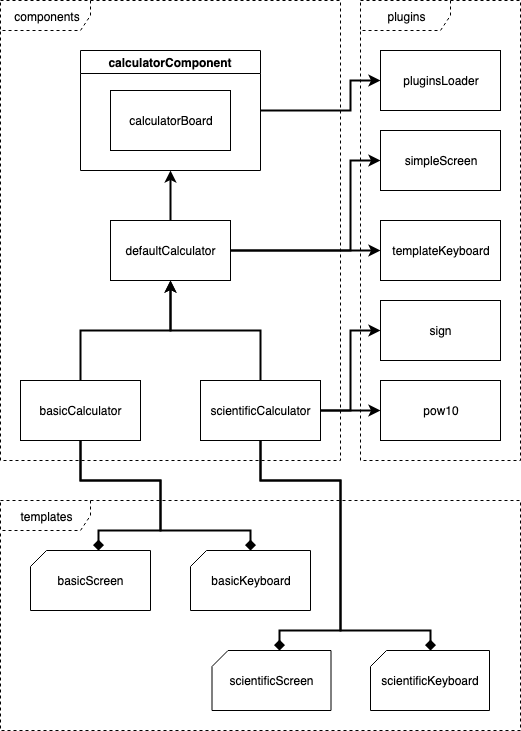 components
plugins
calculatorComponent
calculatorBoard
pluginsLoader
simpleScreen
defaultCalculator
templateKeyboard
sign
basicCalculator
scientificCalculator
pow10
templates
basicScreen
basicKeyboard
scientificScreen
scientificKeyboard